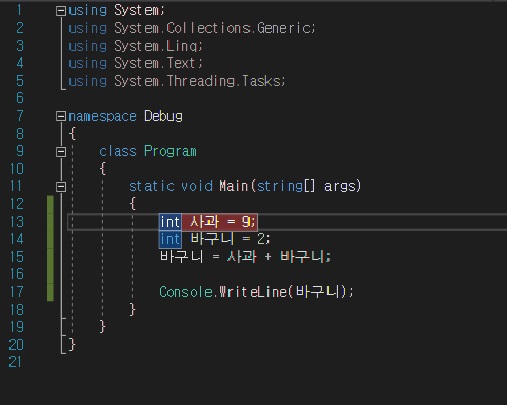 1 using System;
2 using System.Collections.Generic;
3 using System.Linq;
4 using System.Text;
5 using System.Threading.Tasks;
6
7 namespace Debug
8 {
9 class Program
10 {
11 static void Main(string[] args)
12 {
13 int 사과 = 9;
14 int 바구니 = 2;
15 바구니 = 사과 + 바구니;
16
17 Console.WriteLine(바구니);
18 }
19 }
20 }
21